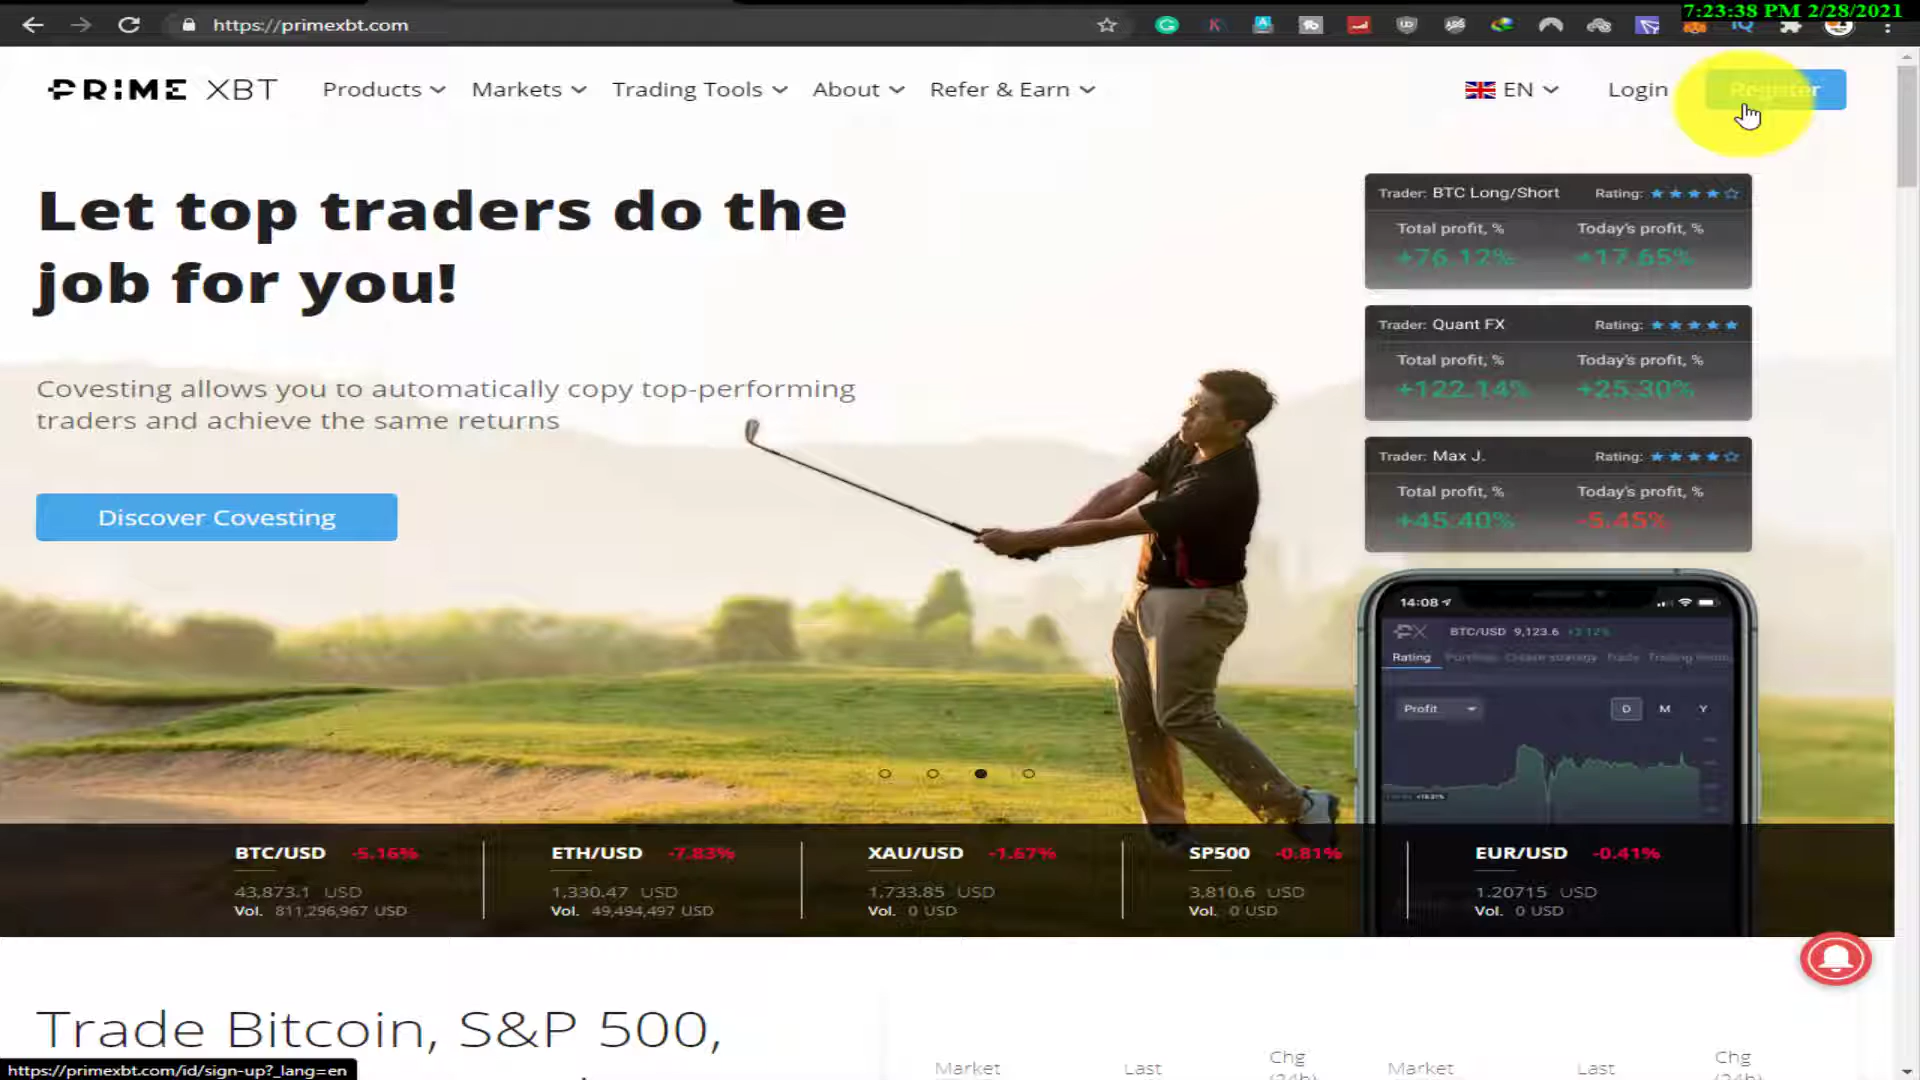 7:23:38 PM 2/28/2021
https://primexbt.com
PRIME XBT
Products
Markets
Trading Tools
About
Refer & Earn
EN
Login
Register
Let top traders do the
job for you!
Covesting allows you to automatically copy top-performing
traders and achieve the same returns
Discover Covesting
Trader: BTC Long/Short Rating:
Total profit, % Today's profit, %
+76.12% +17.65%
Trader: Quant FX Rating:
Total profit, % Today's profit, %
+122.14% +25.30%
Trader: Max J. Rating:
Total profit, % Today's profit, %
+45.40% -5.45%
14:08
BTC/USD 9,123.6 +3.12%
Rating Create strategy Trade Trading
Profit D M Y
BTC/USD -5.16%
43,873.1 USD
Vol. 811,296,967 USD
ETH/USD -7.83%
1,330.47 USD
Vol. 49,494,497 USD
XAU/USD -1.67%
1,733.85 USD
Vol. 0 USD
SP500 -0.81%
3,810.6 USD
Vol. 0 USD
EUR/USD -0.41%
1.20715 USD
Vol. 0 USD
Trade Bitcoin, S&P 500,
Market Last Chg Market Last Chg
https://primexbt.com/id/sign-up?_lang=en